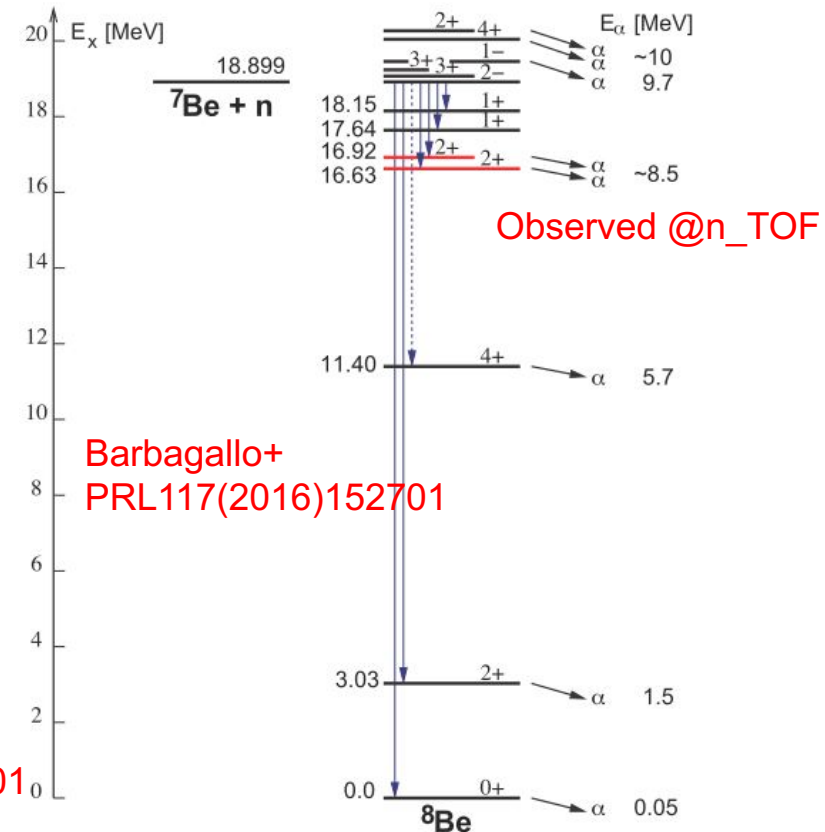 E_x [MeV]
E_α [MeV]
20
18
16
14
12
10
8
6
4
2
0
18.899
⁷Be + n
2+
4+
1−
3+
3+
2−
18.15 1+
17.64 1+
16.92 2+
16.63 2+
11.40 4+
3.03 2+
0.0 0+
⁸Be
α
α ~10
α 9.7
α
α ~8.5
α 5.7
α 1.5
α 0.05
Observed @n_TOF
Barbagallo+
PRL117(2016)152701
01